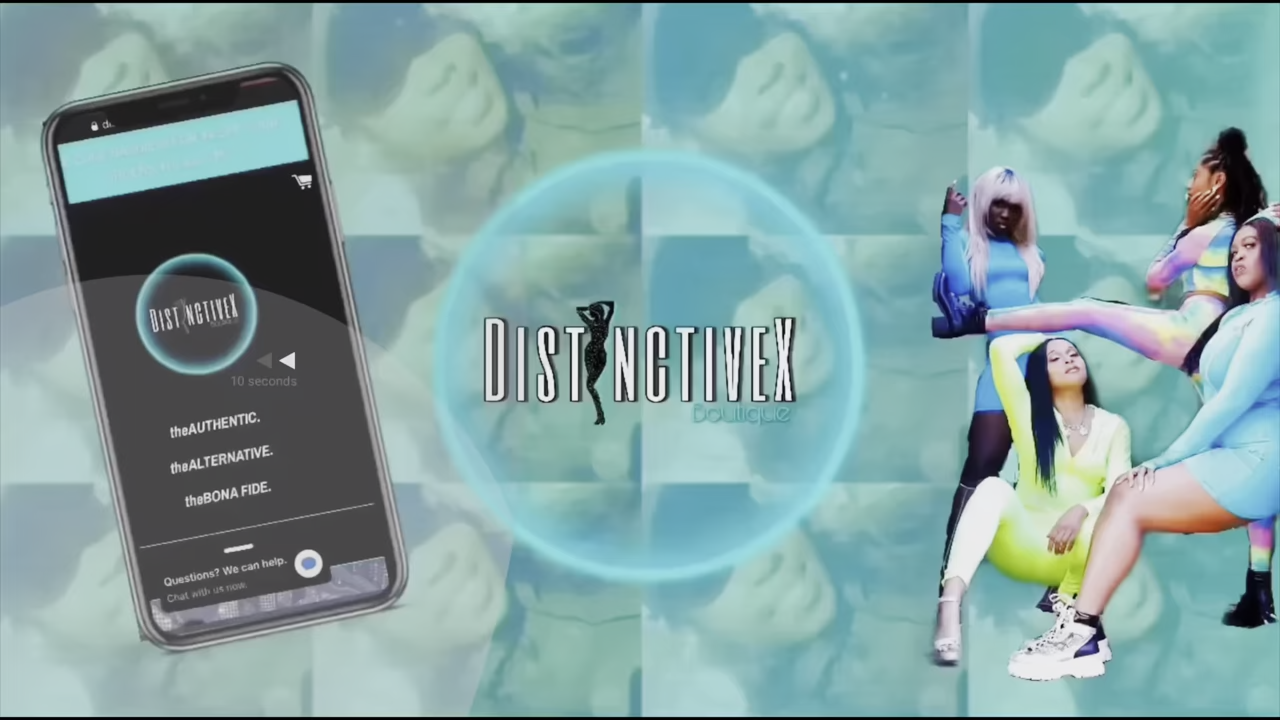 d
DISTINCTIVEX
10 seconds
theAUTHENTIC.
theALTERNATIVE.
theBONA FIDE.
Questions? We can help.
Chat with us now.
DISTINCTIVEX
Boutique